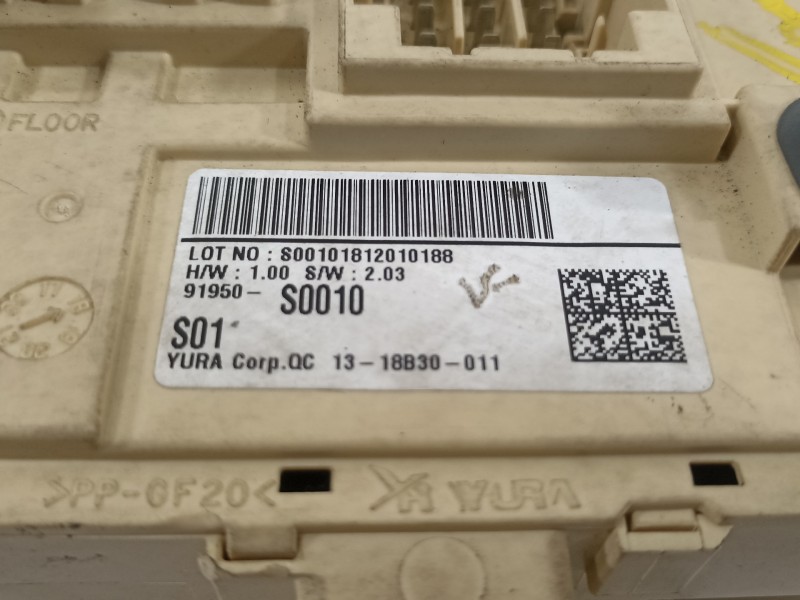 FLOOR
LOT NO : S00101812010188
H/W : 1.00 S/W : 2.03
91950- S0010
S01
YURA Corp.QC 13-18B30-011
>PP-GF20< YURA